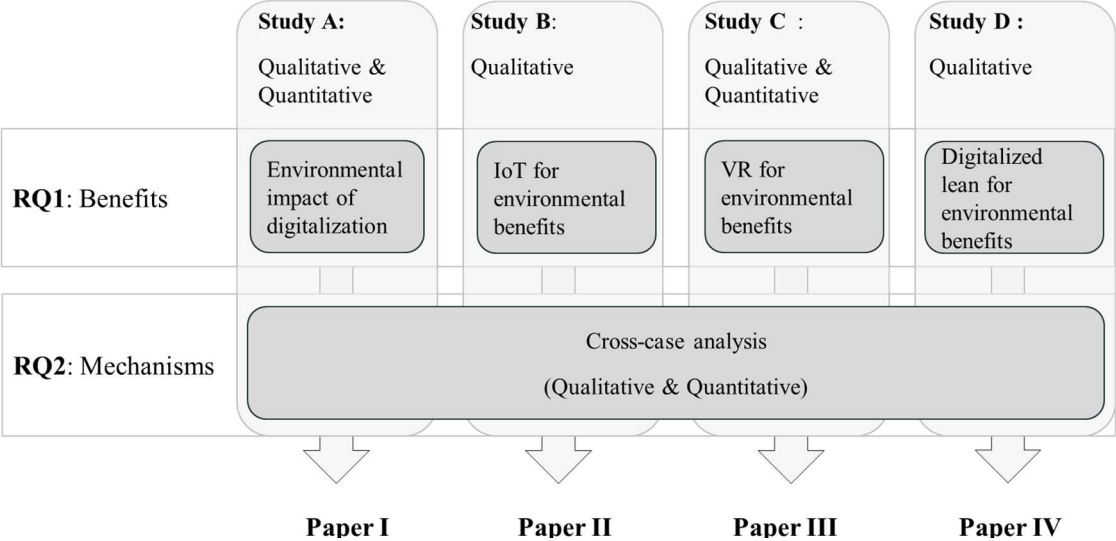 Study A:
Qualitative &
Quantitative
Study B:
Qualitative
Study C :
Qualitative &
Quantitative
Study D :
Qualitative
RQ1: Benefits
Environmental
impact of
digitalization
IoT for
environmental
benefits
VR for
environmental
benefits
Digitalized
lean for
environmental
benefits
RQ2: Mechanisms
Cross-case analysis
(Qualitative & Quantitative)
Paper I
Paper II
Paper III
Paper IV